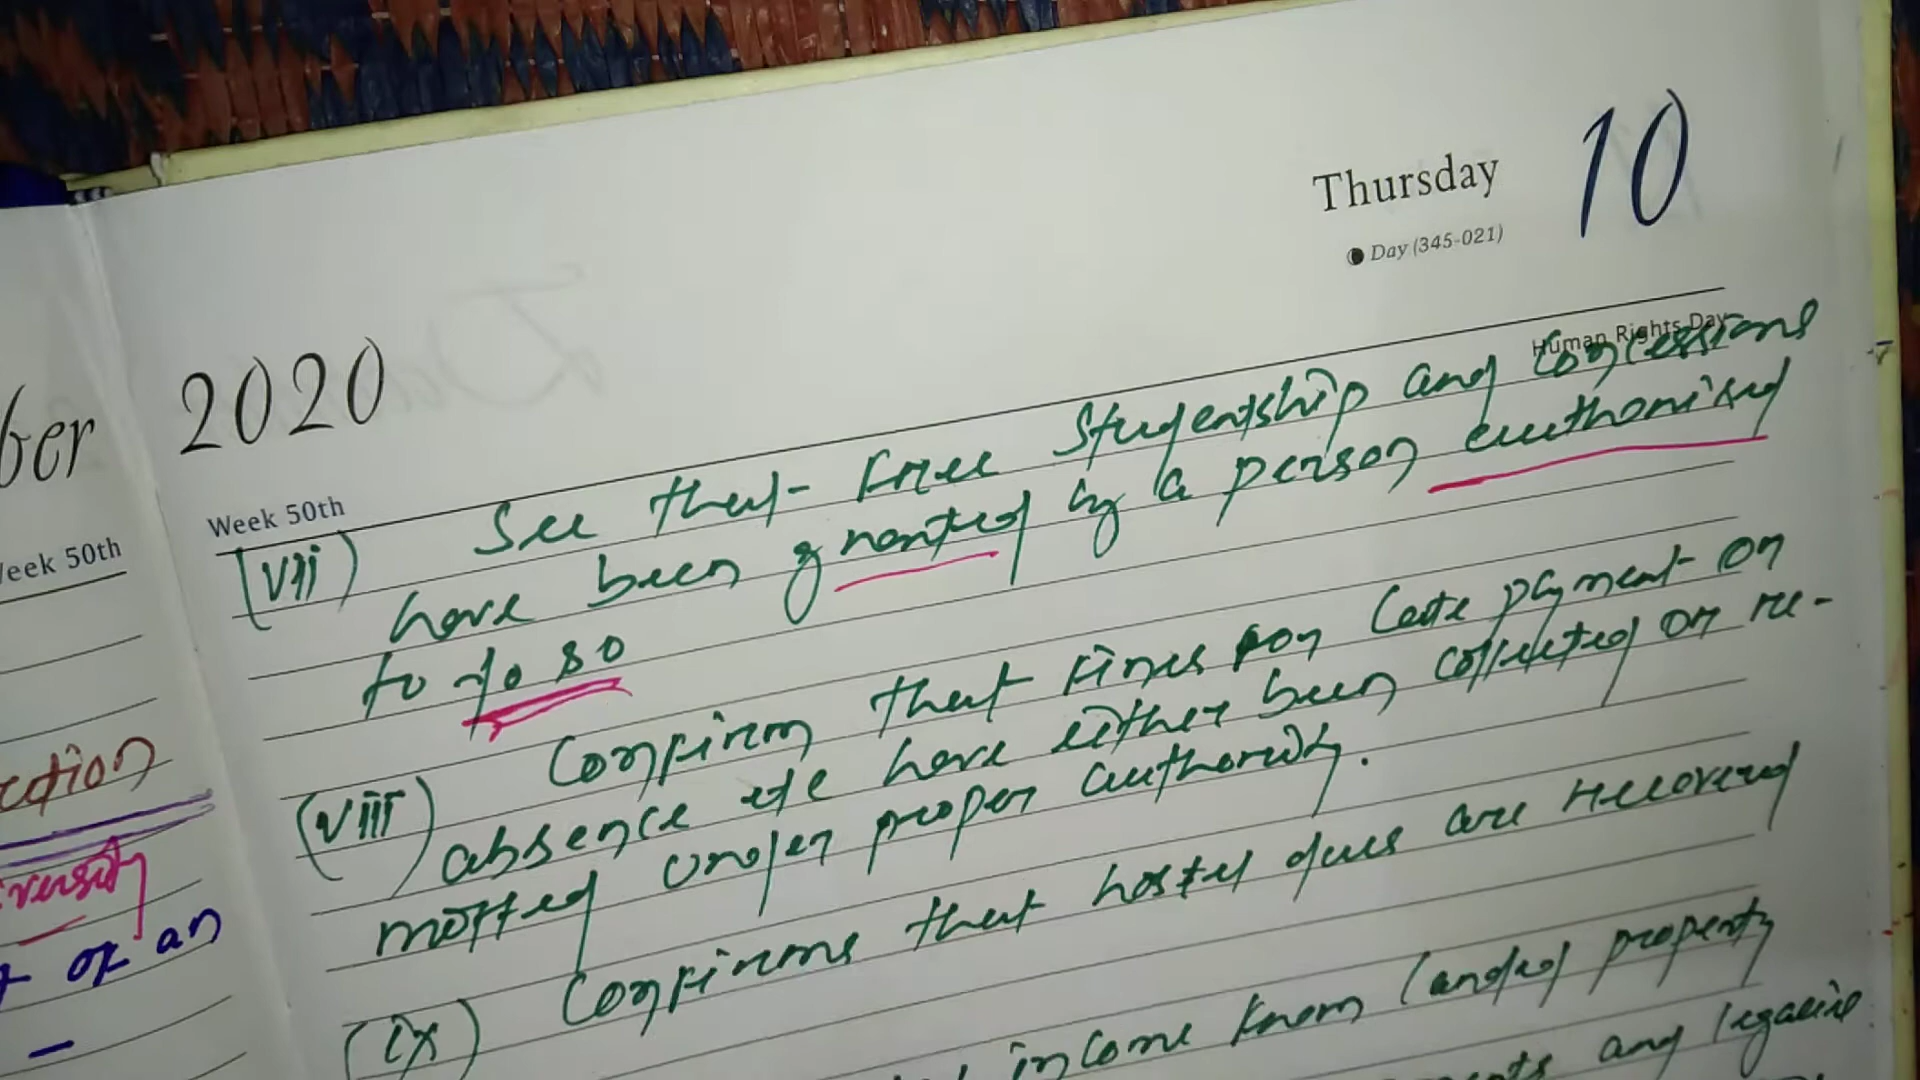 Thursday 10
Day (345-021)
ber 2020
Human Rights Day
Week 50th
Week 50th
(vii) See that Free Studentship and Concessions
have been granted by a person authorised
to do so
(viii) Confirm that Fines for late payment or
absence etc have either been collected or re-
mitted under proper authority.
(ix) Confirms that hostel dues are recovered
income from landed property
and legacies
ection
versity
of an